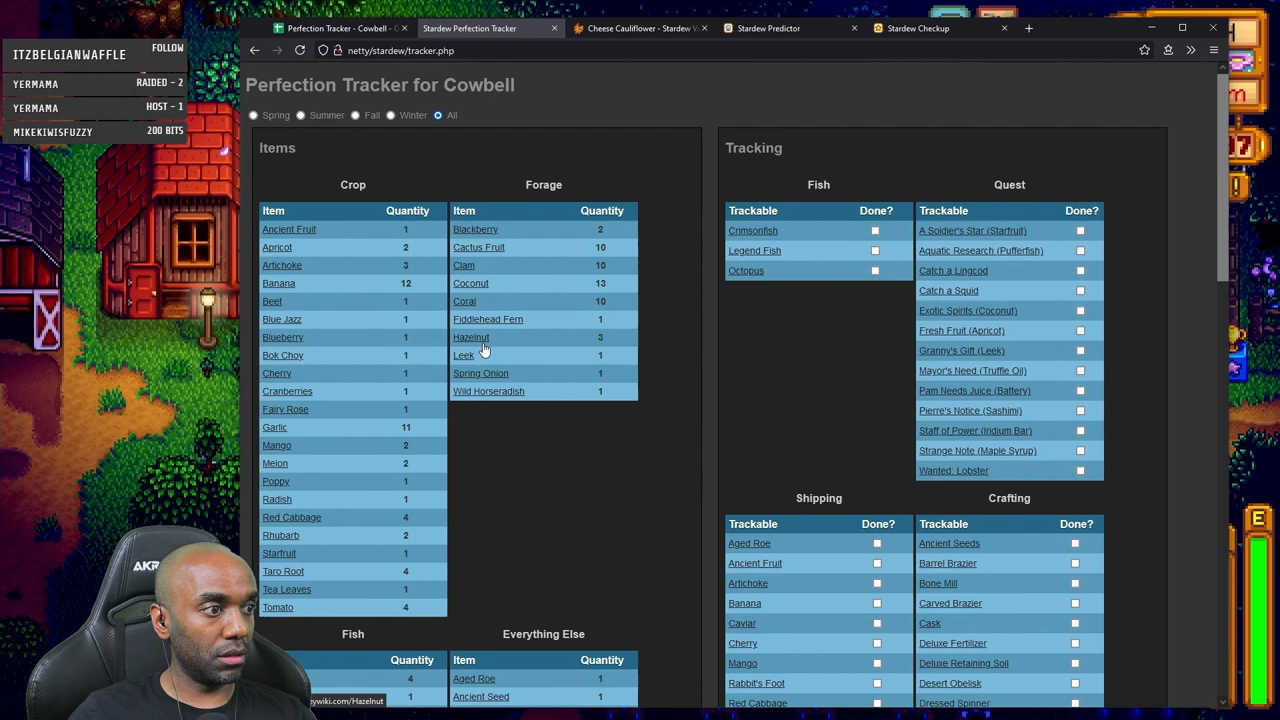 ITZBELGIANWAFFLE FOLLOW
YERMAMA RAIDED - 2
YERMAMA HOST - 1
MIKEKIWISFUZZY 200 BITS
Perfection Tracker - Cowbell - G
Stardew Perfection Tracker
Cheese Cauliflower - Stardew Va
Stardew Predictor
Stardew Checkup
netty/stardew/tracker.php
Perfection Tracker for Cowbell
Spring Summer Fall Winter All
Items
Crop
Item Quantity
Ancient Fruit 1
Apricot 2
Artichoke 3
Banana 12
Beet 1
Blue Jazz 1
Blueberry 1
Bok Choy 1
Cherry 1
Cranberries 1
Fairy Rose 1
Garlic 11
Mango 2
Melon 2
Poppy 1
Radish 1
Red Cabbage 4
Rhubarb 2
Starfruit 1
Taro Root 4
Tea Leaves 1
Tomato 4
Forage
Item Quantity
Blackberry 2
Cactus Fruit 10
Clam 10
Coconut 13
Coral 10
Fiddlehead Fern 1
Hazelnut 3
Leek 1
Spring Onion 1
Wild Horseradish 1
Fish
Quantity
4
1
Everything Else
Item Quantity
Aged Roe 1
Ancient Seed 1
Tracking
Fish
Trackable Done?
Crimsonfish
Legend Fish
Octopus
Quest
Trackable Done?
A Soldier's Star (Starfruit)
Aquatic Research (Pufferfish)
Catch a Lingcod
Catch a Squid
Exotic Spirits (Coconut)
Fresh Fruit (Apricot)
Granny's Gift (Leek)
Mayor's Need (Truffle Oil)
Pam Needs Juice (Battery)
Pierre's Notice (Sashimi)
Staff of Power (Iridium Bar)
Strange Note (Maple Syrup)
Wanted: Lobster
Shipping
Trackable Done?
Aged Roe
Ancient Fruit
Artichoke
Banana
Caviar
Cherry
Mango
Rabbit's Foot
Red Cabbage
Crafting
Trackable Done?
Ancient Seeds
Barrel Brazier
Bone Mill
Carved Brazier
Cask
Deluxe Fertilizer
Deluxe Retaining Soil
Desert Obelisk
Dressed Spinner
eywiki.com/Hazelnut
AKR
E